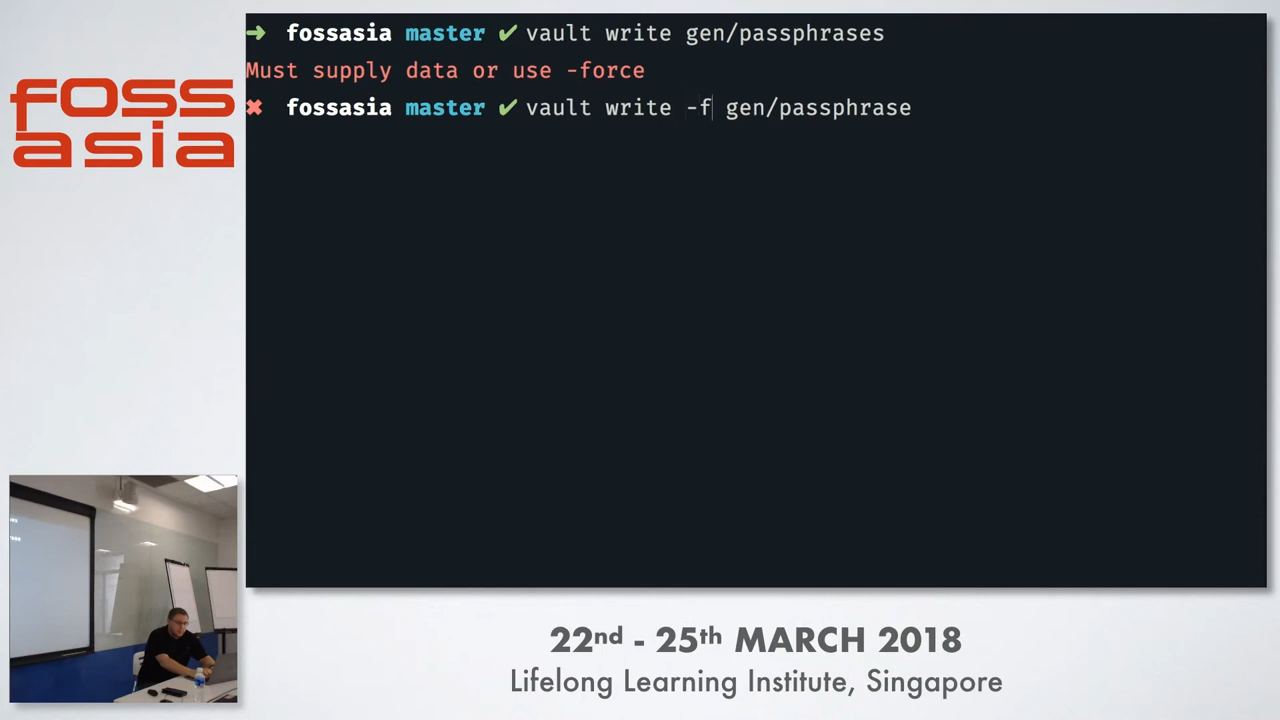 foss
asia
➜ fossasia master ✔ vault write gen/passphrases
Must supply data or use -force
✖ fossasia master ✔ vault write -f gen/passphrase
22nd - 25th MARCH 2018
Lifelong Learning Institute, Singapore